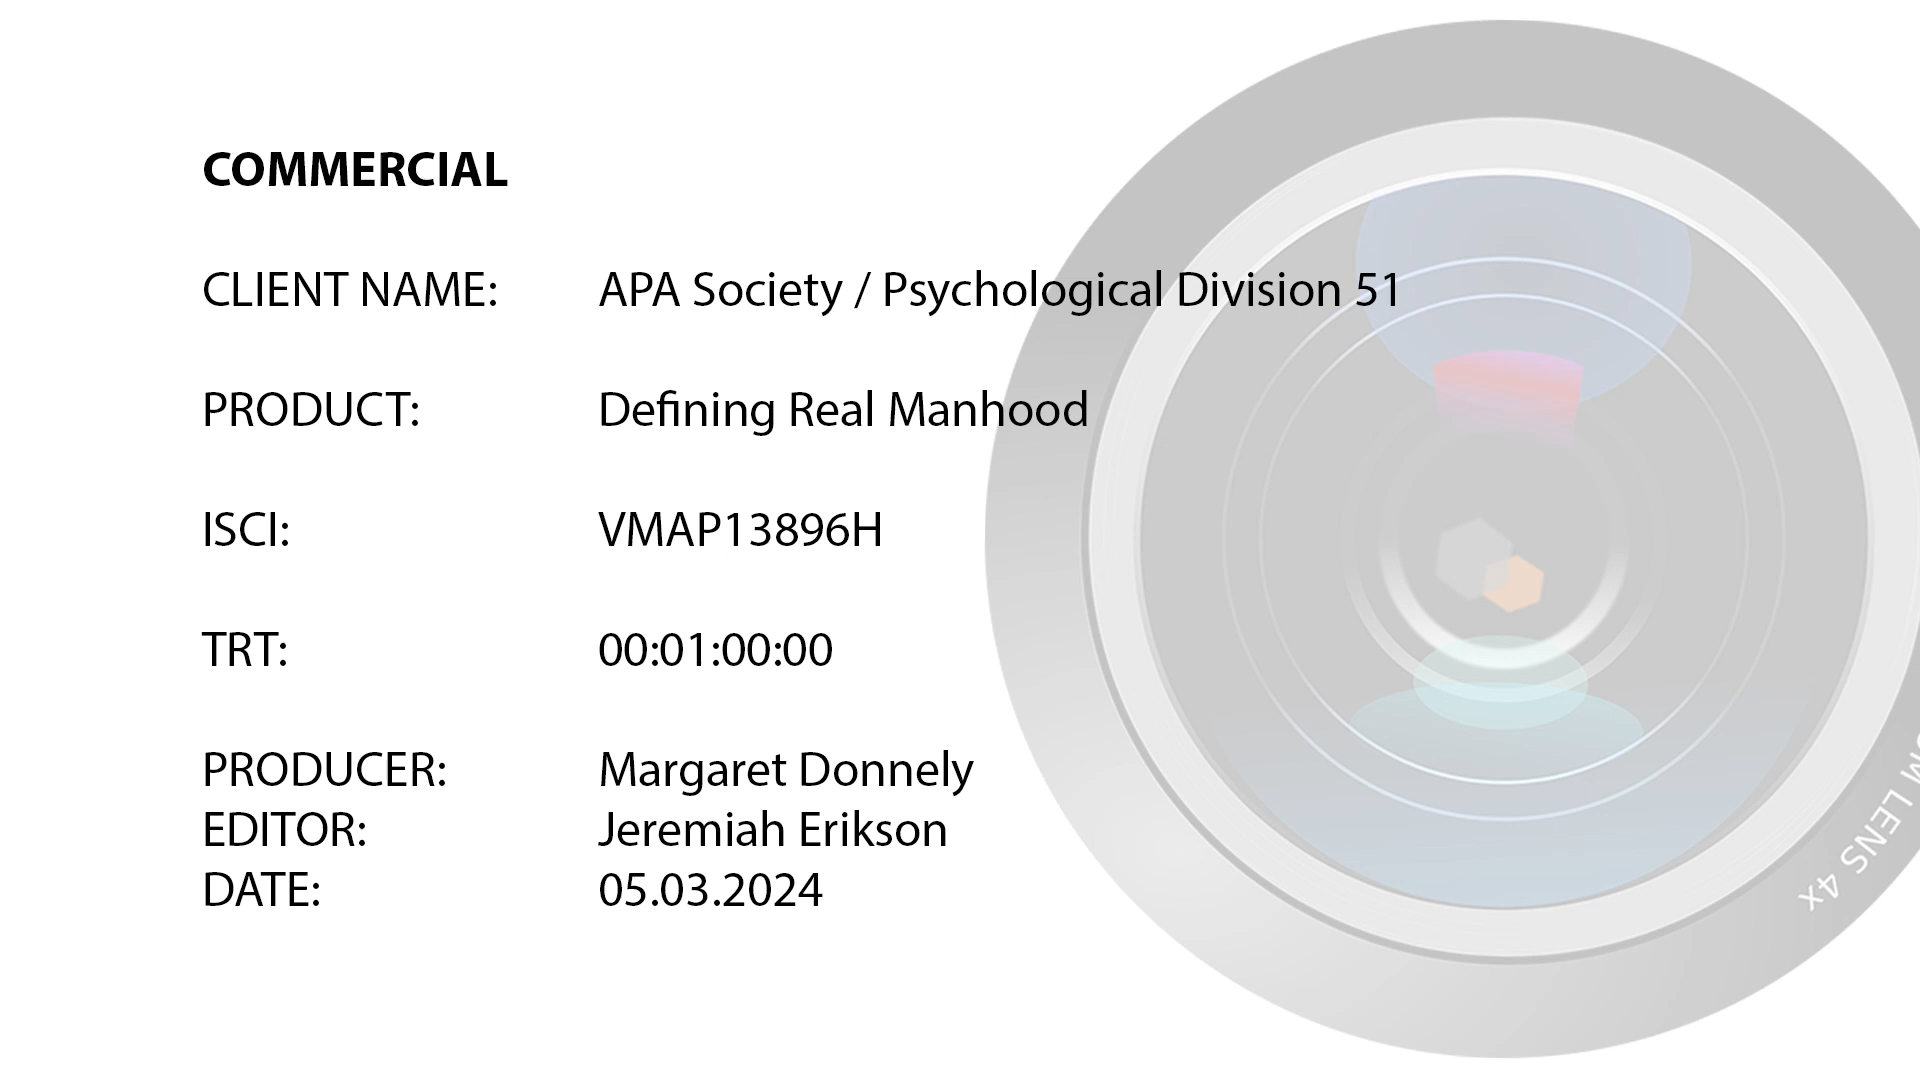 COMMERCIAL
CLIENT NAME: APA Society / Psychological Division 51
PRODUCT: Defining Real Manhood
ISCI: VMAP13896H
TRT: 00:01:00:00
PRODUCER: Margaret Donnely
EDITOR: Jeremiah Erikson
DATE: 05.03.2024
LENS 4x